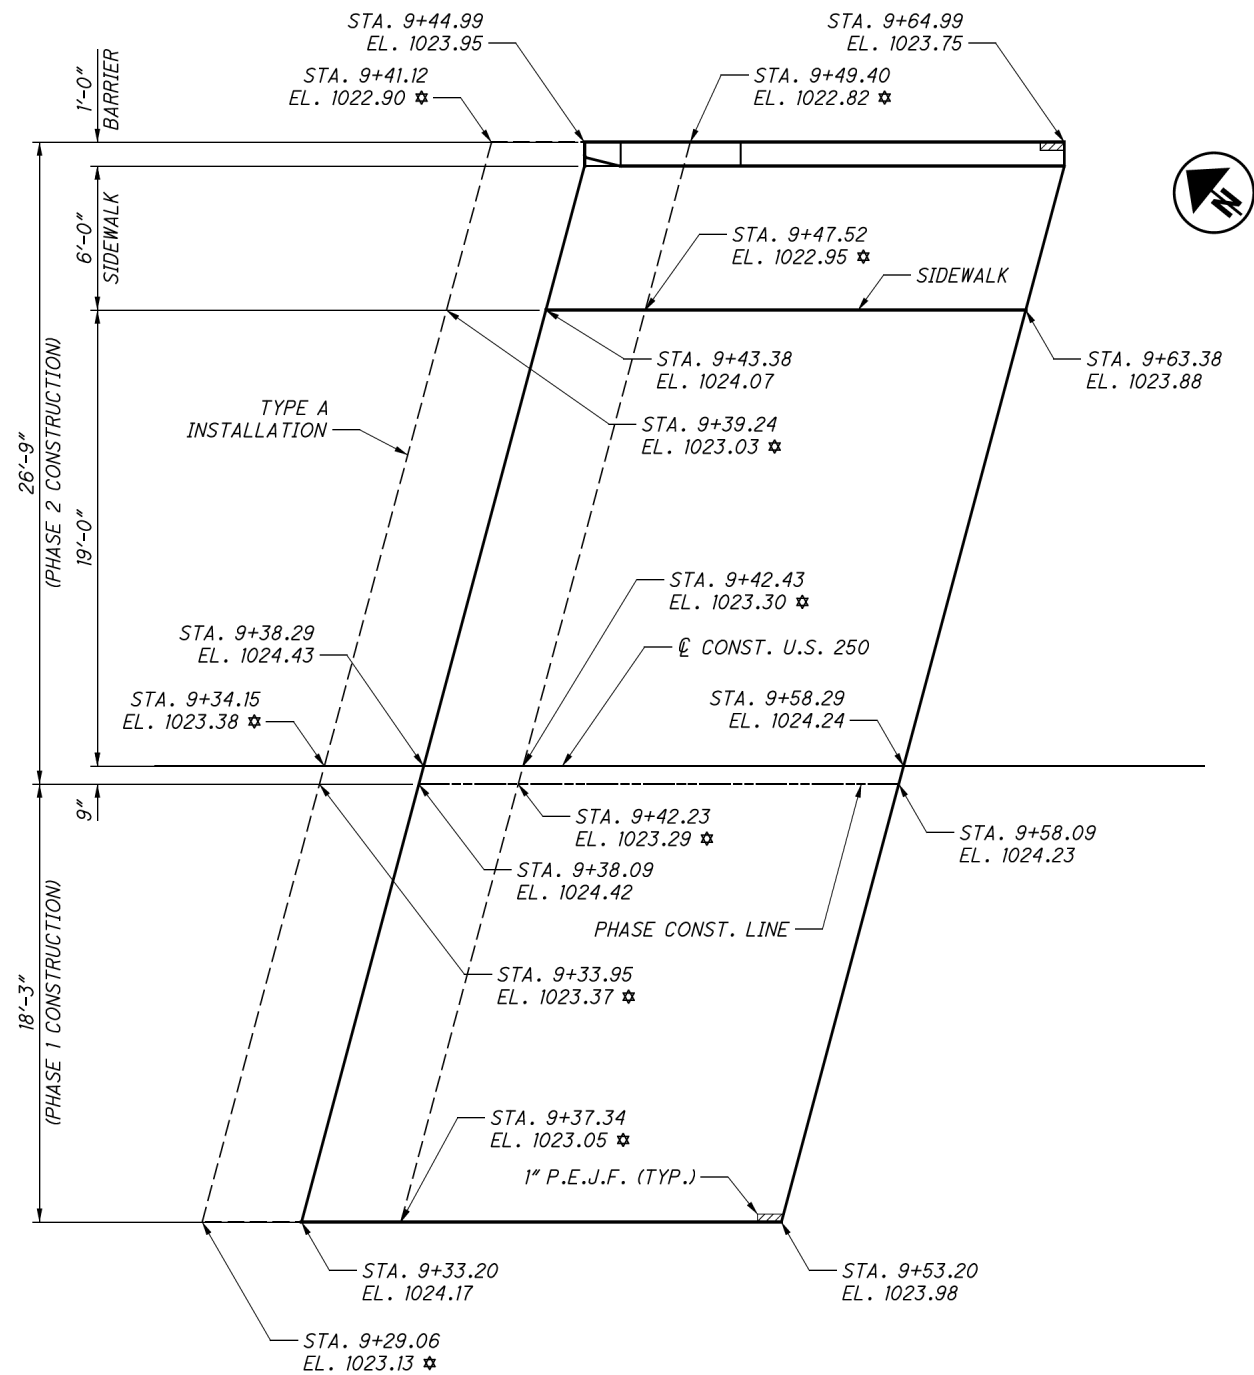 STA. 9+44.99
EL. 1023.95
STA. 9+64.99
EL. 1023.75
1'-0"
BARRIER
STA. 9+41.12
EL. 1022.90 ✡
STA. 9+49.40
EL. 1022.82 ✡
N
6'-0"
SIDEWALK
STA. 9+47.52
EL. 1022.95 ✡
SIDEWALK
STA. 9+43.38
EL. 1024.07
STA. 9+63.38
EL. 1023.88
TYPE A
INSTALLATION
STA. 9+39.24
EL. 1023.03 ✡
26'-9"
(PHASE 2 CONSTRUCTION)
19'-0"
STA. 9+42.43
EL. 1023.30 ✡
STA. 9+38.29
EL. 1024.43
℄ CONST. U.S. 250
STA. 9+34.15
EL. 1023.38 ✡
STA. 9+58.29
EL. 1024.24
9"
STA. 9+42.23
EL. 1023.29 ✡
STA. 9+58.09
EL. 1024.23
STA. 9+38.09
EL. 1024.42
PHASE CONST. LINE
18'-3"
(PHASE 1 CONSTRUCTION)
STA. 9+33.95
EL. 1023.37 ✡
STA. 9+37.34
EL. 1023.05 ✡
1" P.E.J.F. (TYP.)
STA. 9+33.20
EL. 1024.17
STA. 9+53.20
EL. 1023.98
STA. 9+29.06
EL. 1023.13 ✡